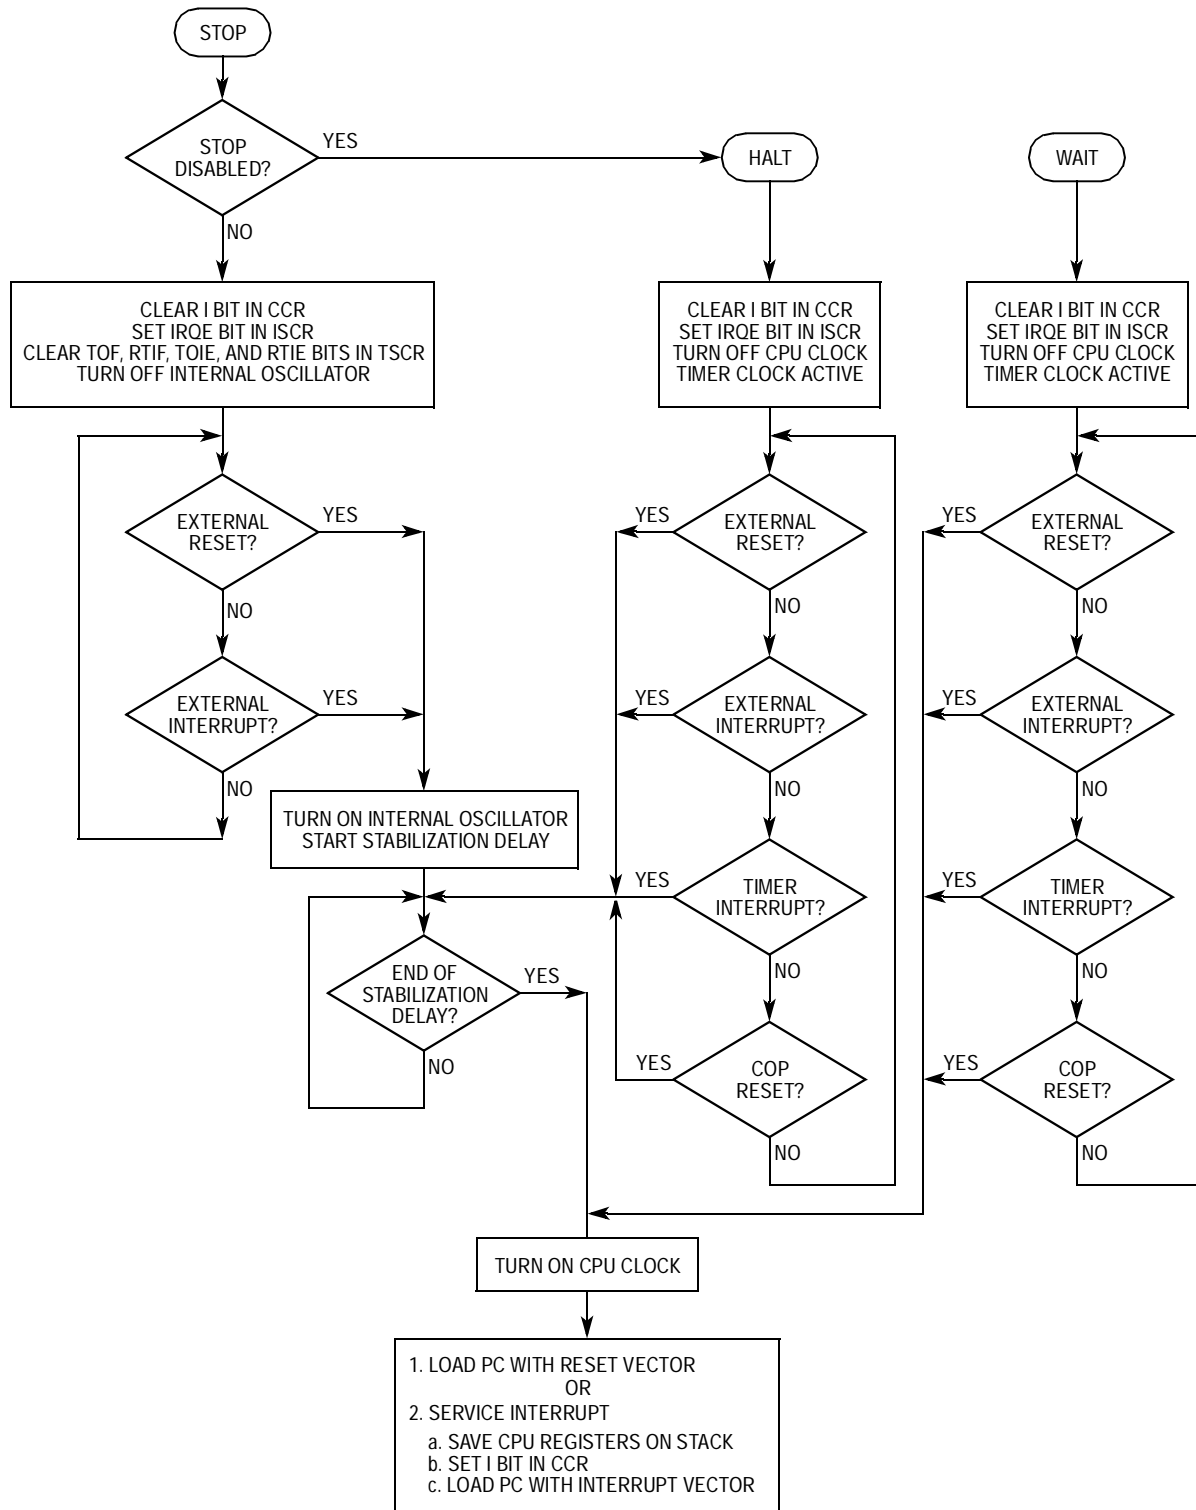 STOP
STOP
DISABLED?
YES
NO
HALT
WAIT
CLEAR I BIT IN CCR
SET IRQE BIT IN ISCR
CLEAR TOF, RTIF, TOIE, AND RTIE BITS IN TSCR
TURN OFF INTERNAL OSCILLATOR
CLEAR I BIT IN CCR
SET IRQE BIT IN ISCR
TURN OFF CPU CLOCK
TIMER CLOCK ACTIVE
CLEAR I BIT IN CCR
SET IRQE BIT IN ISCR
TURN OFF CPU CLOCK
TIMER CLOCK ACTIVE
EXTERNAL
RESET?
YES
NO
EXTERNAL
INTERRUPT?
YES
NO
TURN ON INTERNAL OSCILLATOR
START STABILIZATION DELAY
END OF
STABILIZATION
DELAY?
YES
NO
YES
EXTERNAL
RESET?
NO
YES
EXTERNAL
INTERRUPT?
NO
YES
TIMER
INTERRUPT?
NO
YES
COP
RESET?
NO
YES
EXTERNAL
RESET?
NO
YES
EXTERNAL
INTERRUPT?
NO
YES
TIMER
INTERRUPT?
NO
YES
COP
RESET?
NO
TURN ON CPU CLOCK
1. LOAD PC WITH RESET VECTOR
OR
2. SERVICE INTERRUPT
a. SAVE CPU REGISTERS ON STACK
b. SET I BIT IN CCR
c. LOAD PC WITH INTERRUPT VECTOR